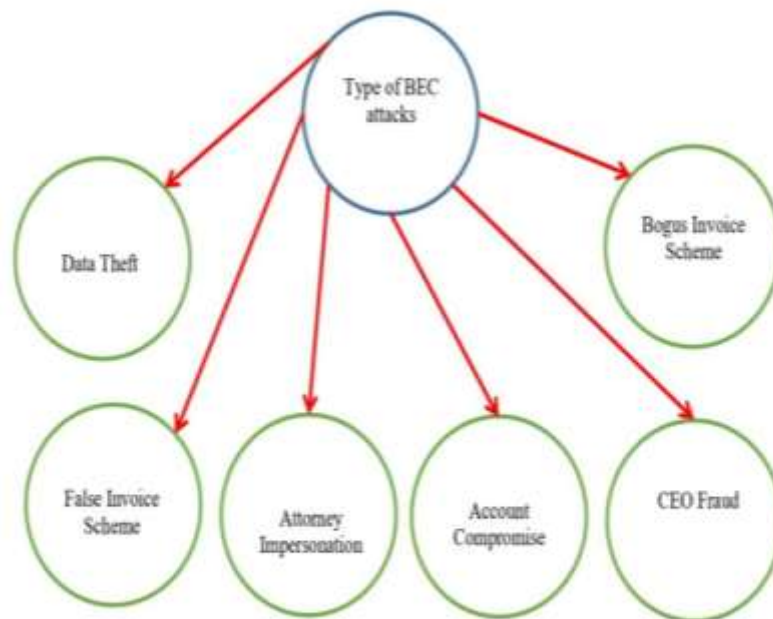 Type of BEC
attacks
Data Theft
Bogus Invoice
Scheme
False Invoice
Scheme
Attorney
Impersonation
Account
Compromise
CEO Fraud